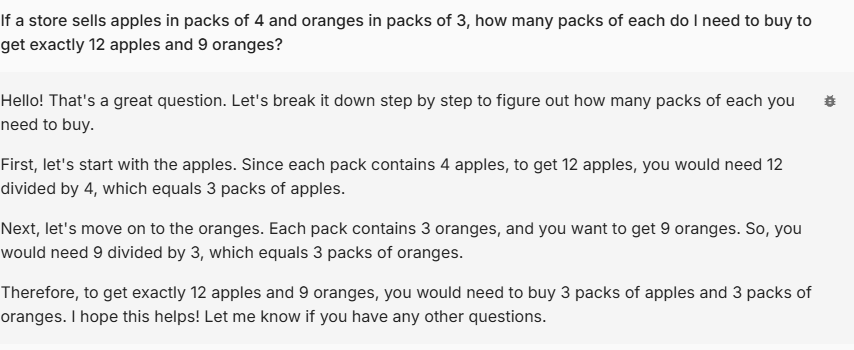 If a store sells apples in packs of 4 and oranges in packs of 3, how many packs of each do I need to buy to
get exactly 12 apples and 9 oranges?
Hello! That's a great question. Let's break it down step by step to figure out how many packs of each you
need to buy.
First, let's start with the apples. Since each pack contains 4 apples, to get 12 apples, you would need 12
divided by 4, which equals 3 packs of apples.
Next, let's move on to the oranges. Each pack contains 3 oranges, and you want to get 9 oranges. So, you
would need 9 divided by 3, which equals 3 packs of oranges.
Therefore, to get exactly 12 apples and 9 oranges, you would need to buy 3 packs of apples and 3 packs of
oranges. I hope this helps! Let me know if you have any other questions.